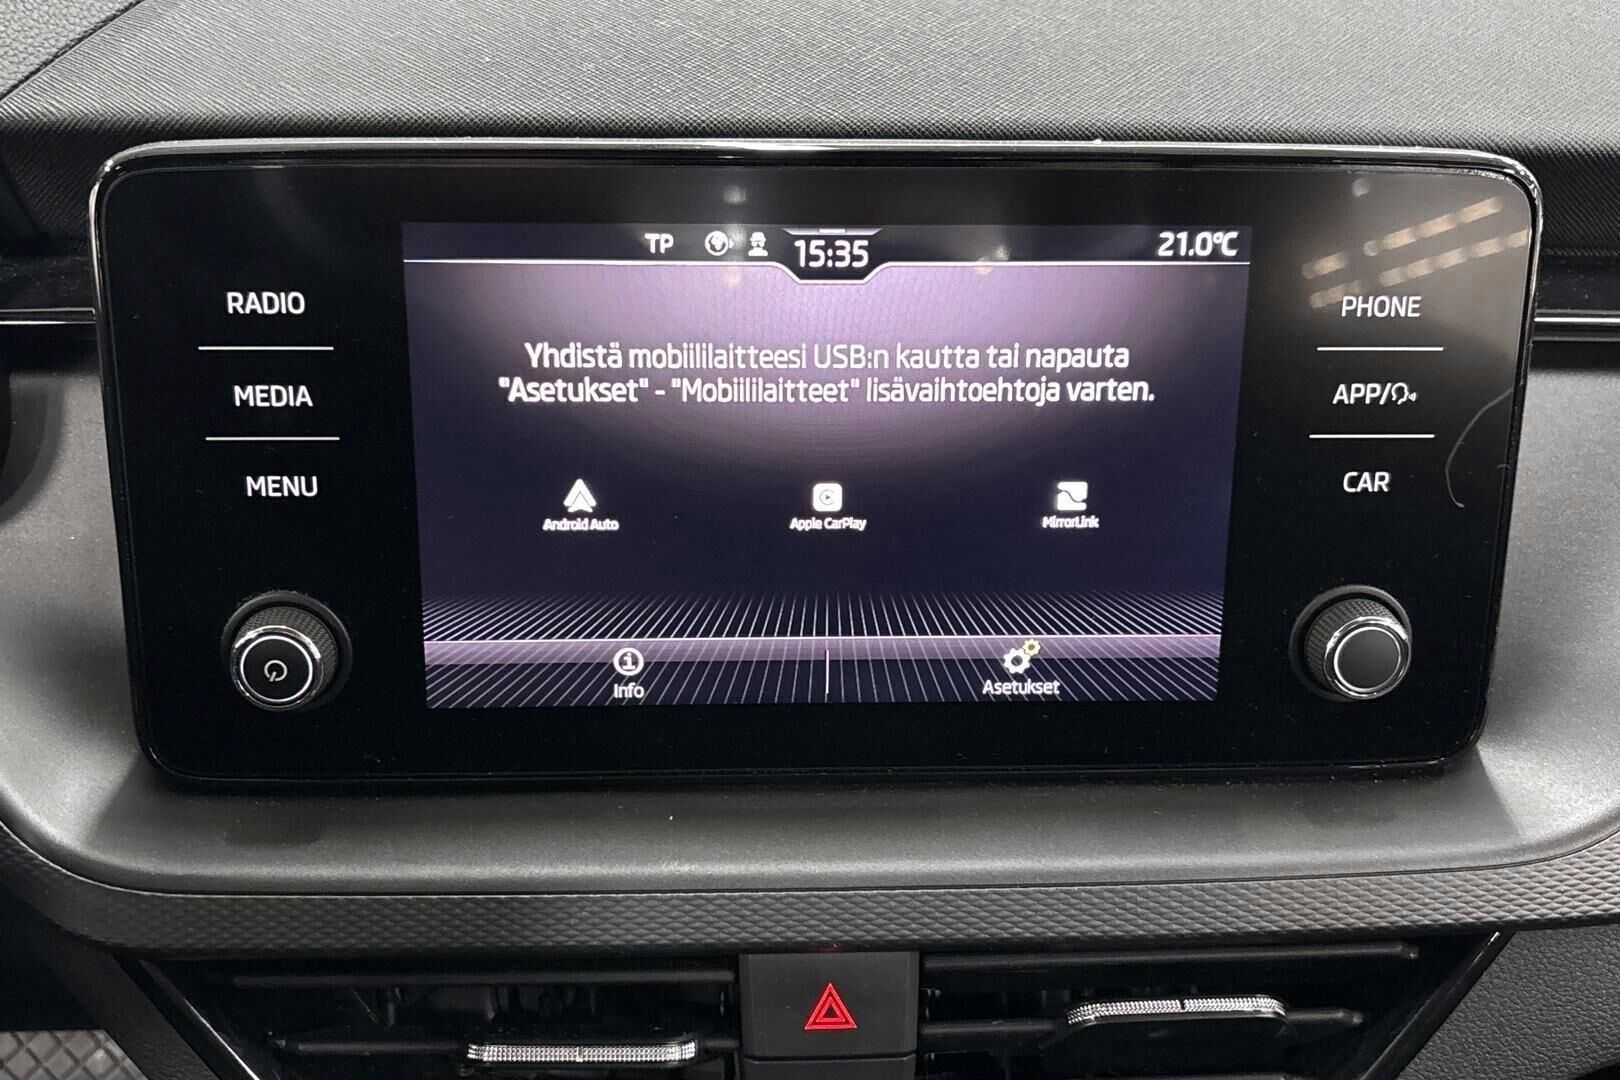 TP 15:35 21.0°C
RADIO
MEDIA
MENU
Yhdistä mobiililaitteesi USB:n kautta tai napauta
"Asetukset" - "Mobiililaitteet" lisävaihtoehtoja varten.
Android Auto
Apple CarPlay
MirrorLink
Info
Asetukset
PHONE
APP/
CAR